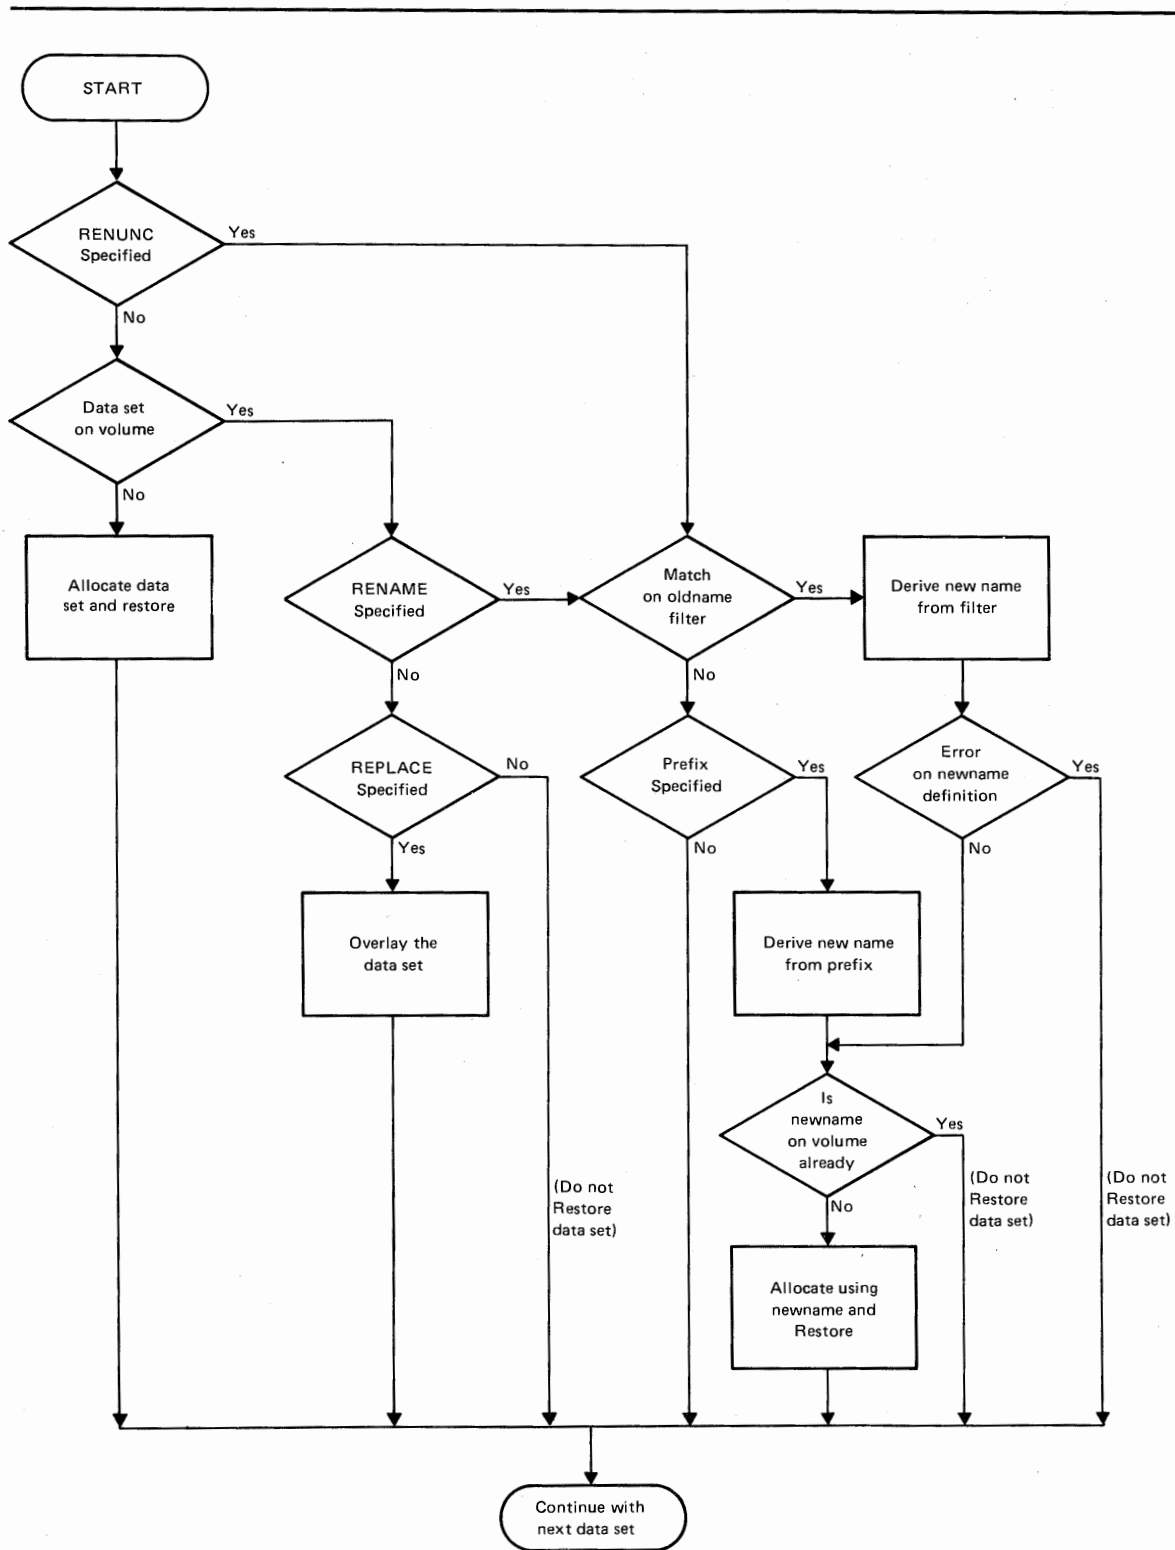 START
RENUNC
Specified
Yes
No
Data set
on volume
Yes
No
Allocate data
set and restore
RENAME
Specified
Yes
No
Match
on oldname
filter
Yes
No
Derive new name
from filter
REPLACE
Specified
No
Yes
Prefix
Specified
Yes
No
Error
on newname
definition
Yes
No
Overlay the
data set
Derive new name
from prefix
Is
newname
on volume
already
Yes
No
(Do not
Restore
data set)
(Do not
Restore
data set)
(Do not
Restore
data set)
Allocate using
newname and
Restore
Continue with
next data set